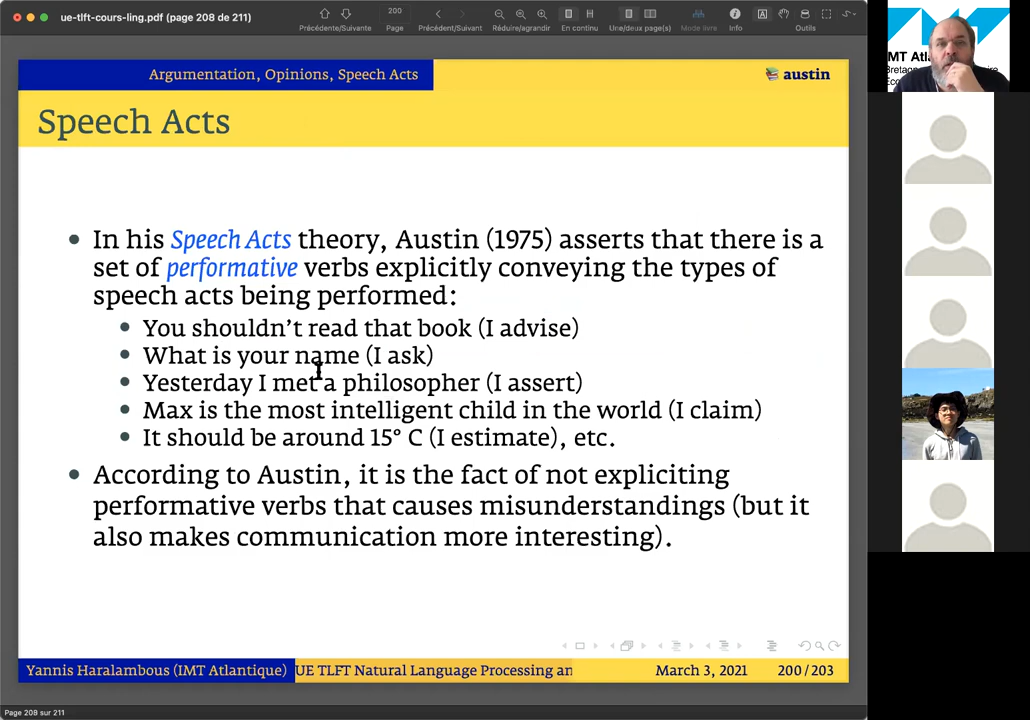 ue-tlft-cours-ling.pdf (page 208 de 211)
200
Précédente/Suivante
Page
Précédent/Suivant
Réduire/agrandir
En continu
Une/deux page(s)
Mode livre
Info
Outils
Argumentation, Opinions, Speech Acts
austin
Speech Acts
In his Speech Acts theory, Austin (1975) asserts that there is a
set of performative verbs explicitly conveying the types of
speech acts being performed:
You shouldn't read that book (I advise)
What is your name (I ask)
Yesterday I met a philosopher (I assert)
Max is the most intelligent child in the world (I claim)
It should be around 15° C (I estimate), etc.
According to Austin, it is the fact of not expliciting
performative verbs that causes misunderstandings (but it
also makes communication more interesting).
Yannis Haralambous (IMT Atlantique)
UE TLFT Natural Language Processing an
March 3, 2021
200 / 203
Page 208 sur 211